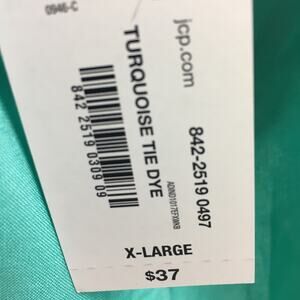 0946-C
jcp.com
842-2519 0497
TURQUOISE TIE DYE
842 2519 0309 09
X-LARGE
$37